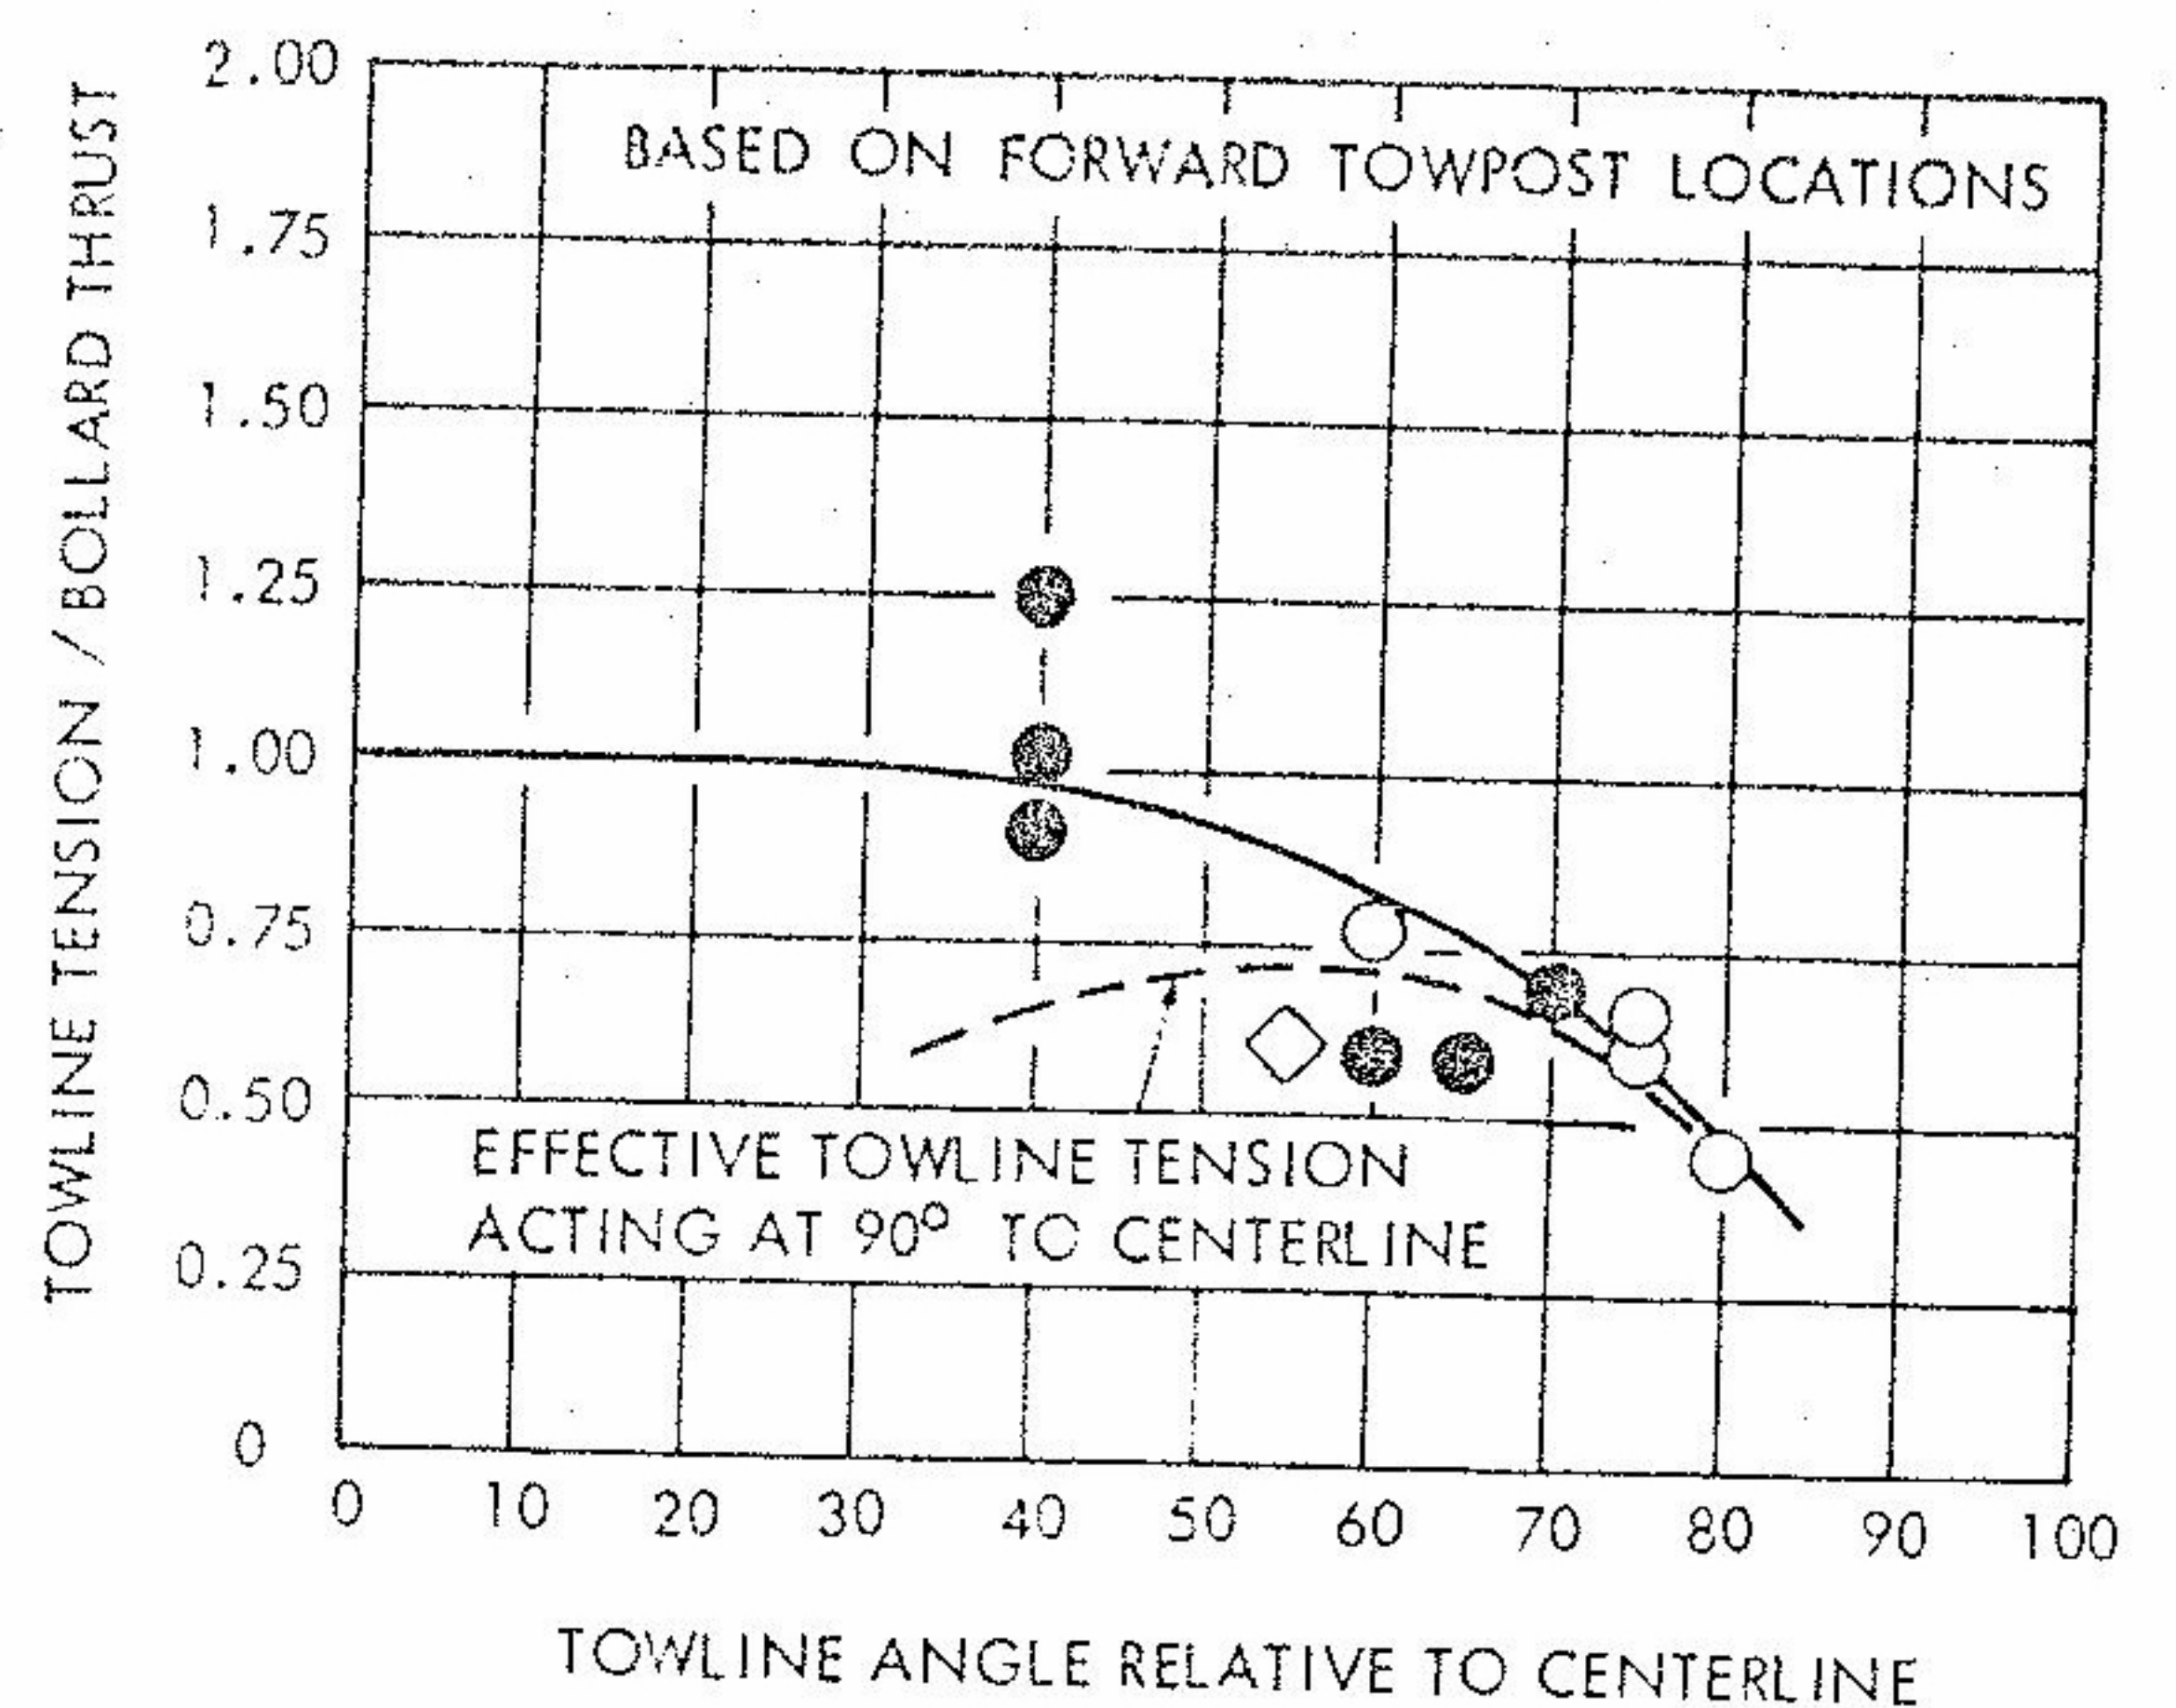 2.00
BASED ON FORWARD TOWPOST LOCATIONS
1.75
1.50
1.25
1.00
0.75
0.50
EFFECTIVE TOWLINE TENSION
ACTING AT 90° TO CENTERLINE
0.25
0
0 10 20 30 40 50 60 70 80 90 100
TOWLINE ANGLE RELATIVE TO CENTERLINE
TOWLINE TENSION / BOLLARD THRUST